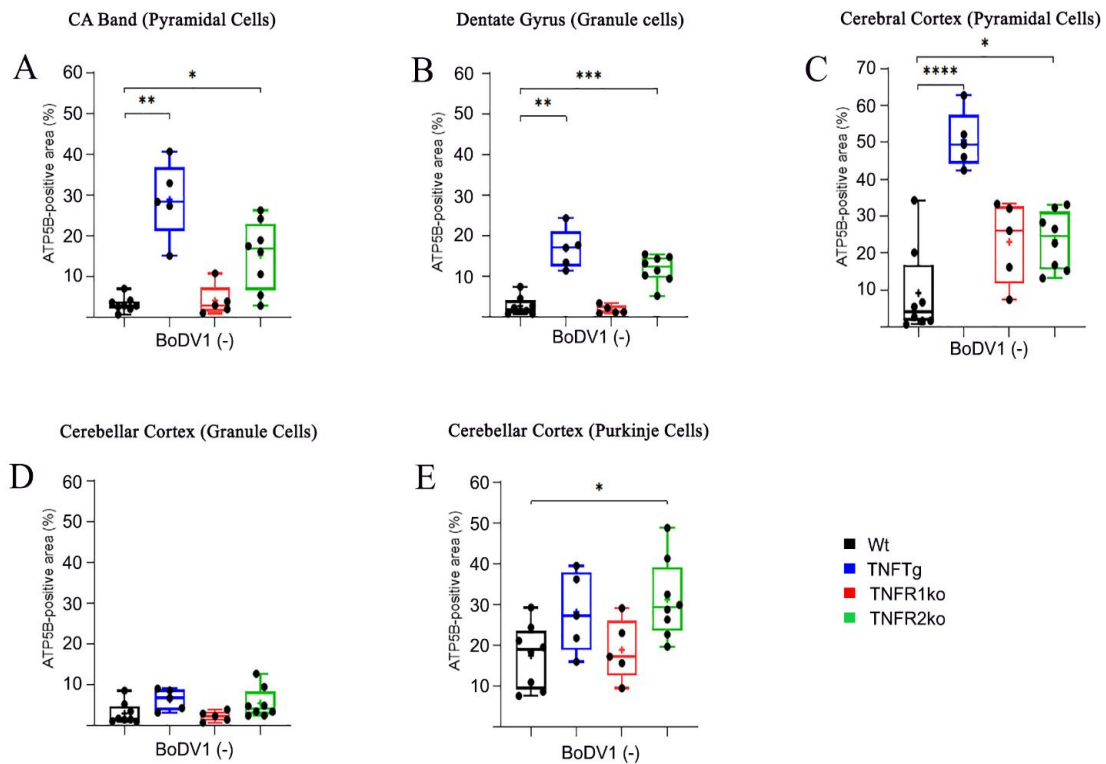 CA Band (Pyramidal Cells)
A
ATP5B-positive area (%)
60
50
40
30
20
10
*
**
BoDV1 (-)
Dentate Gyrus (Granule cells)
B
ATP5B-positive area (%)
60
50
40
30
20
10
***
**
BoDV1 (-)
Cerebral Cortex (Pyramidal Cells)
C
ATP5B-positive area (%)
70
60
50
40
30
20
10
0
*
****
BoDV1 (-)
Cerebellar Cortex (Granule Cells)
D
ATP5B-positive area (%)
60
50
40
30
20
10
BoDV1 (-)
Cerebellar Cortex (Purkinje Cells)
E
ATP5B-positive area (%)
60
50
40
30
20
10
*
BoDV1 (-)
Wt
TNFTg
TNFR1ko
TNFR2ko